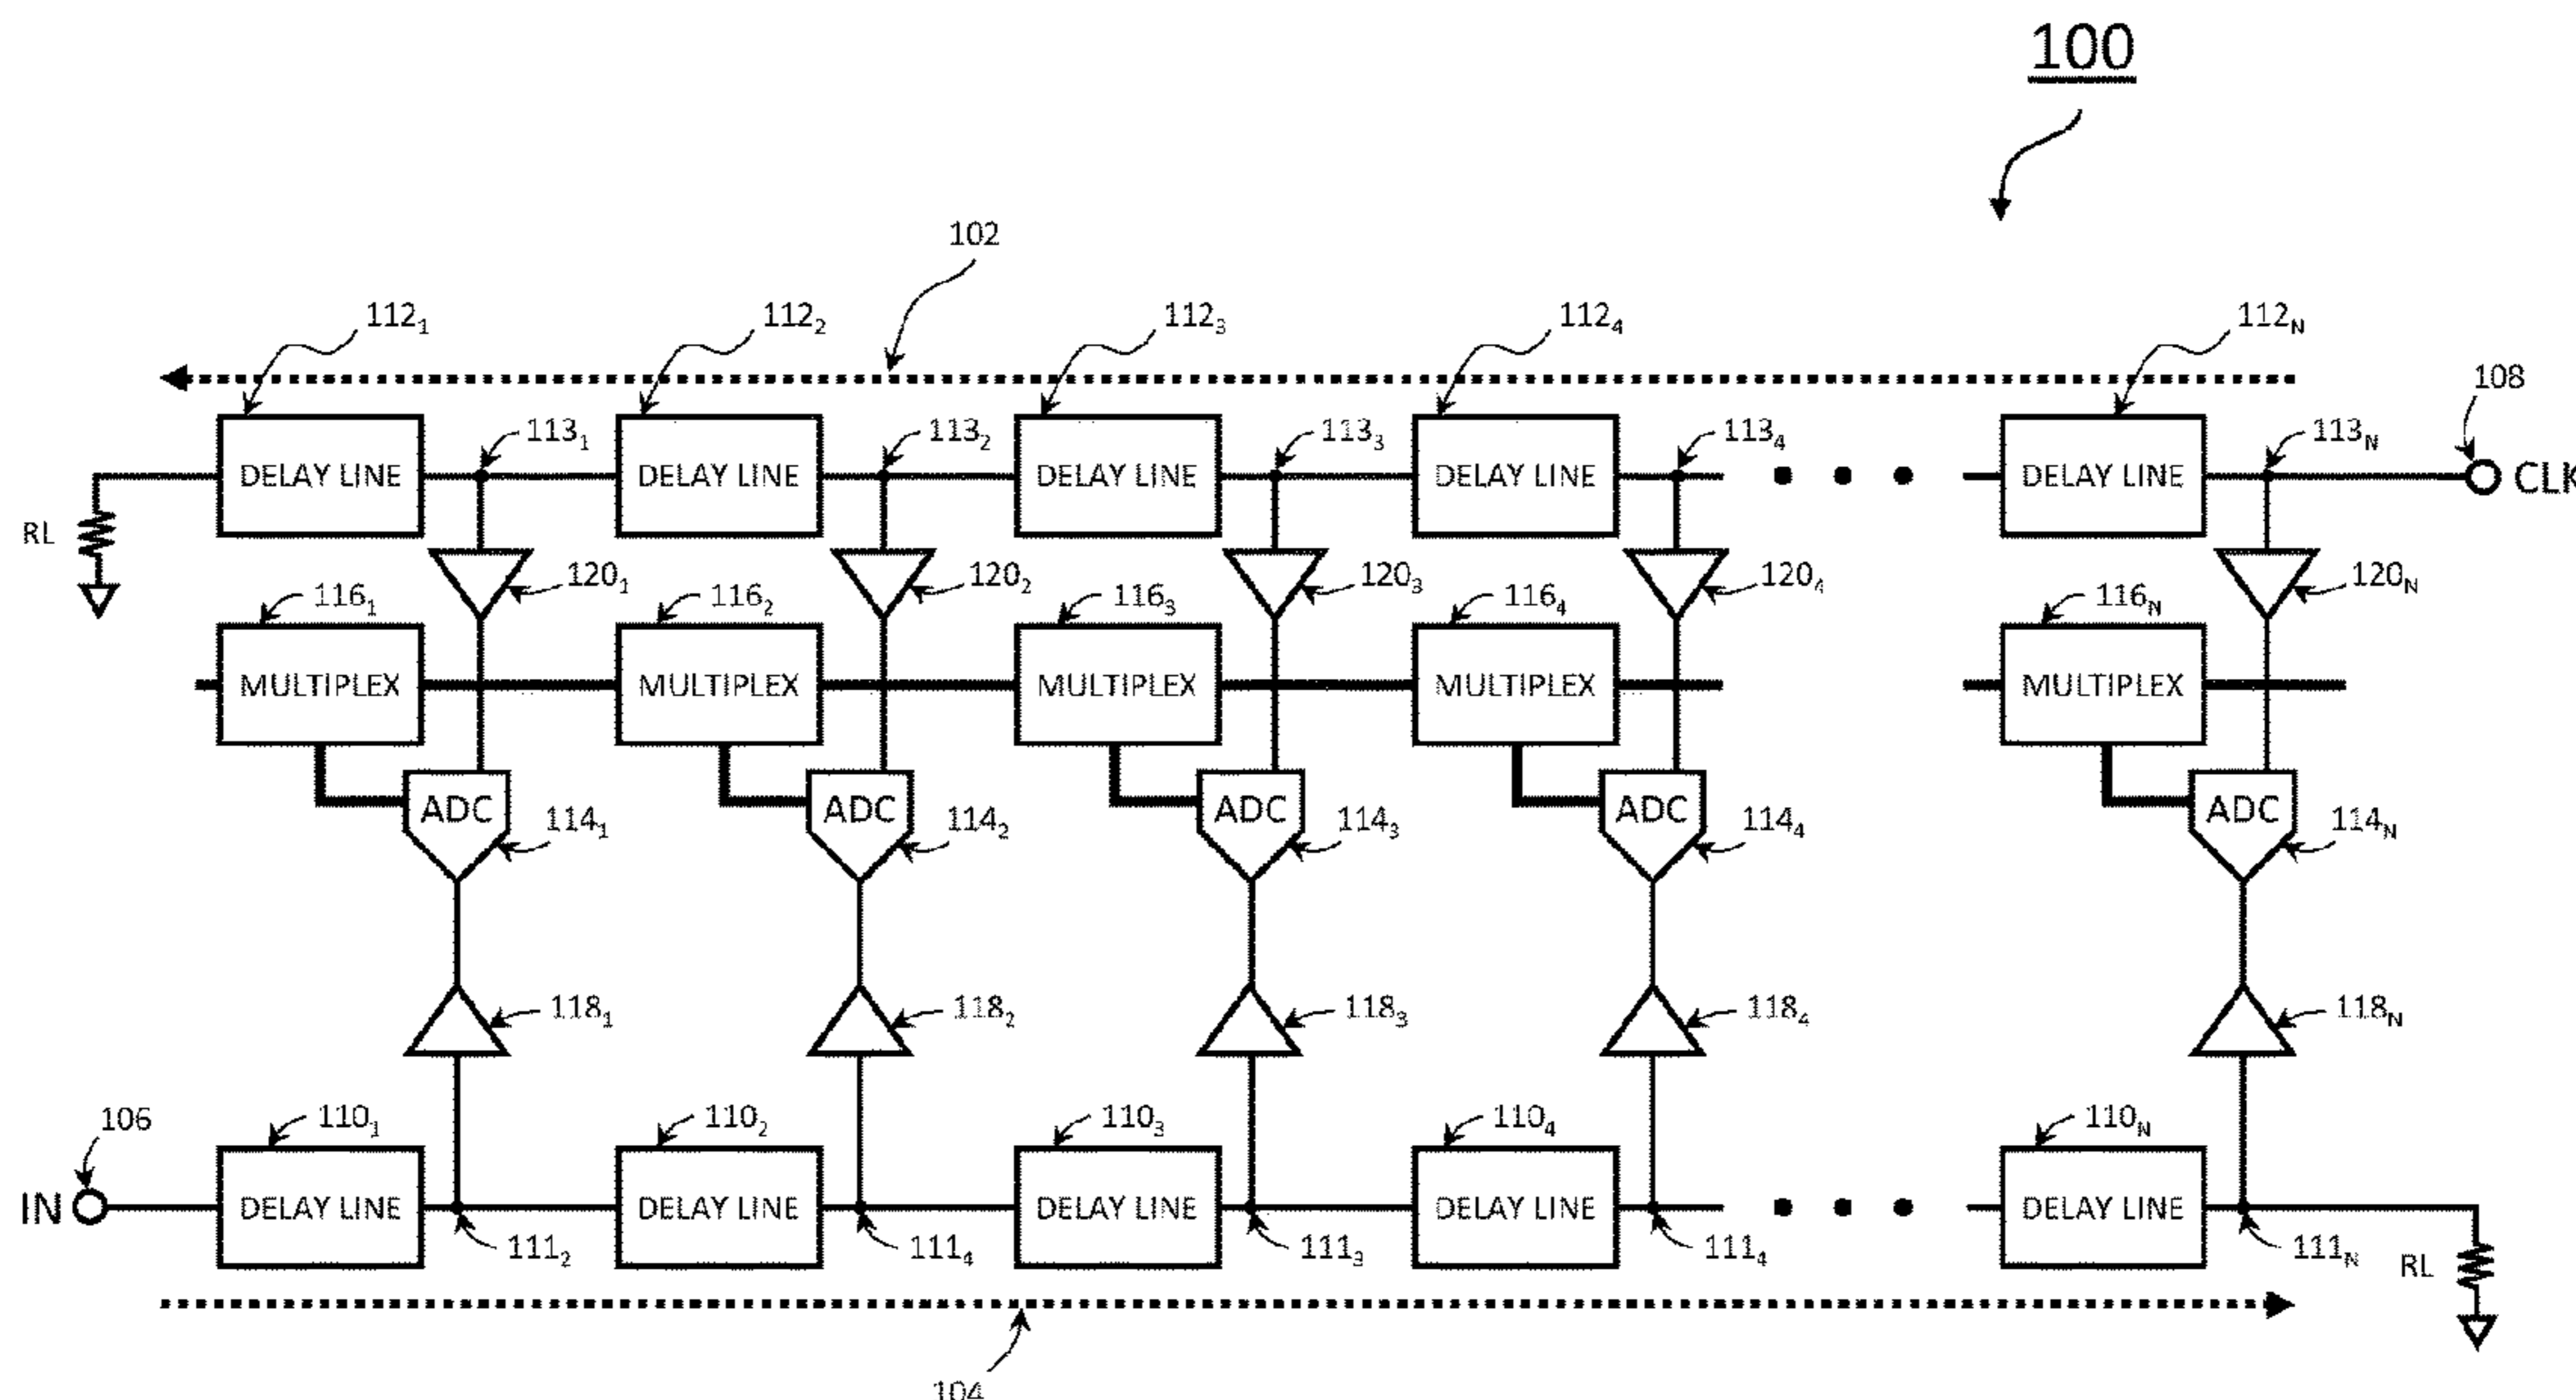 100
102
112₁ 112₂ 112₃ 112₄ 112N
108
113₁ 113₂ 113₃ 113₄ 113N
DELAY LINE DELAY LINE DELAY LINE DELAY LINE DELAY LINE CLK
RL
120₁ 120₂ 120₃ 120₄ 120N
116₁ 116₂ 116₃ 116₄ 116N
MULTIPLEX MULTIPLEX MULTIPLEX MULTIPLEX MULTIPLEX
ADC ADC ADC ADC ADC
114₁ 114₂ 114₃ 114₄ 114N
118₁ 118₂ 118₃ 118₄ 118N
106 110₁ 110₂ 110₃ 110₄ 110N
IN DELAY LINE DELAY LINE DELAY LINE DELAY LINE DELAY LINE
111₂ 111₄ 111₃ 111₄ 111N
RL
104